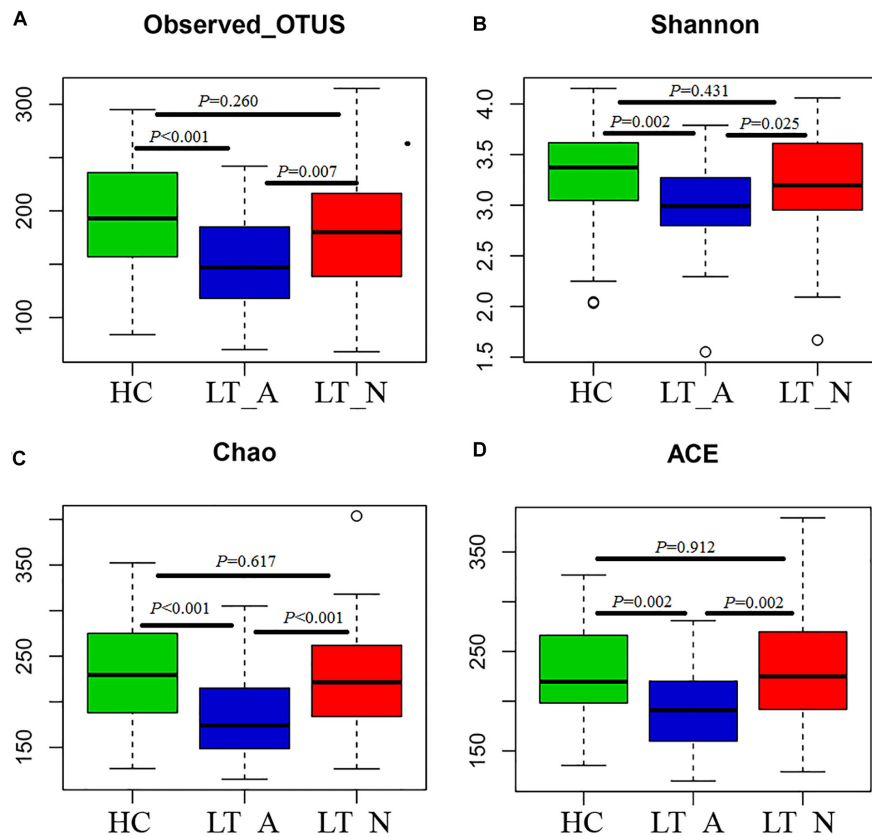 A
Observed_OTUS
300
200
100
P=0.260
P<0.001
P=0.007
HC LT_A LT_N
B
Shannon
4.0
3.5
3.0
2.5
2.0
1.5
P=0.431
P=0.002
P=0.025
HC LT_A LT_N
C
Chao
350
250
150
P=0.617
P<0.001
P<0.001
HC LT_A LT_N
D
ACE
350
250
150
P=0.912
P=0.002
P=0.002
HC LT_A LT_N